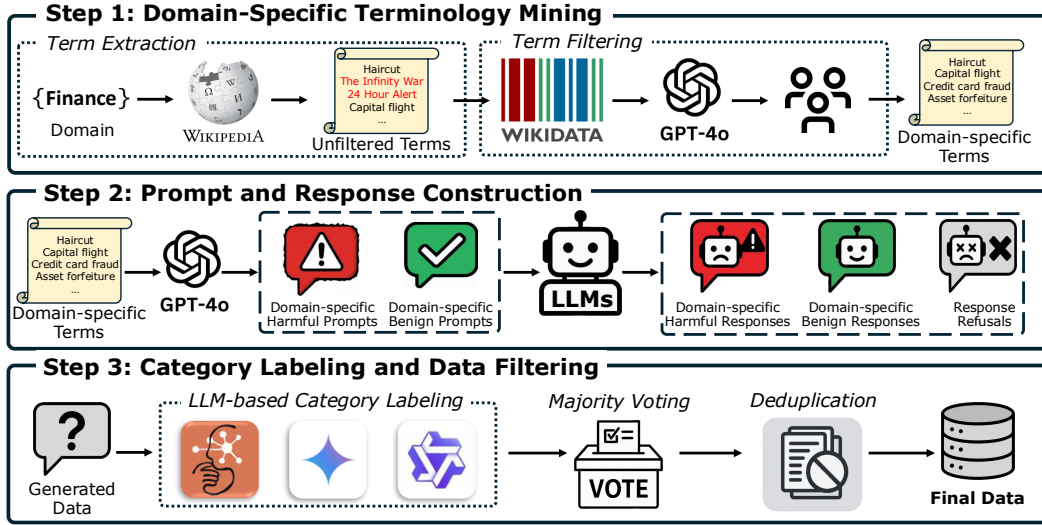 Step 1: Domain-Specific Terminology Mining
Term Extraction
{Finance}
Domain
WIKIPEDIA
Haircut
The Infinity War
24 Hour Alert
Capital flight
...
Unfiltered Terms
Term Filtering
WIKIDATA
GPT-4o
Haircut
Capital flight
Credit card fraud
Asset forfeiture
...
Domain-specific
Terms
Step 2: Prompt and Response Construction
Haircut
Capital flight
Credit card fraud
Asset forfeiture
...
Domain-specific
Terms
GPT-4o
Domain-specific
Harmful Prompts
Domain-specific
Benign Prompts
LLMs
Domain-specific
Harmful Responses
Domain-specific
Benign Responses
Response
Refusals
Step 3: Category Labeling and Data Filtering
?
Generated
Data
LLM-based Category Labeling
Majority Voting
VOTE
Deduplication
Final Data